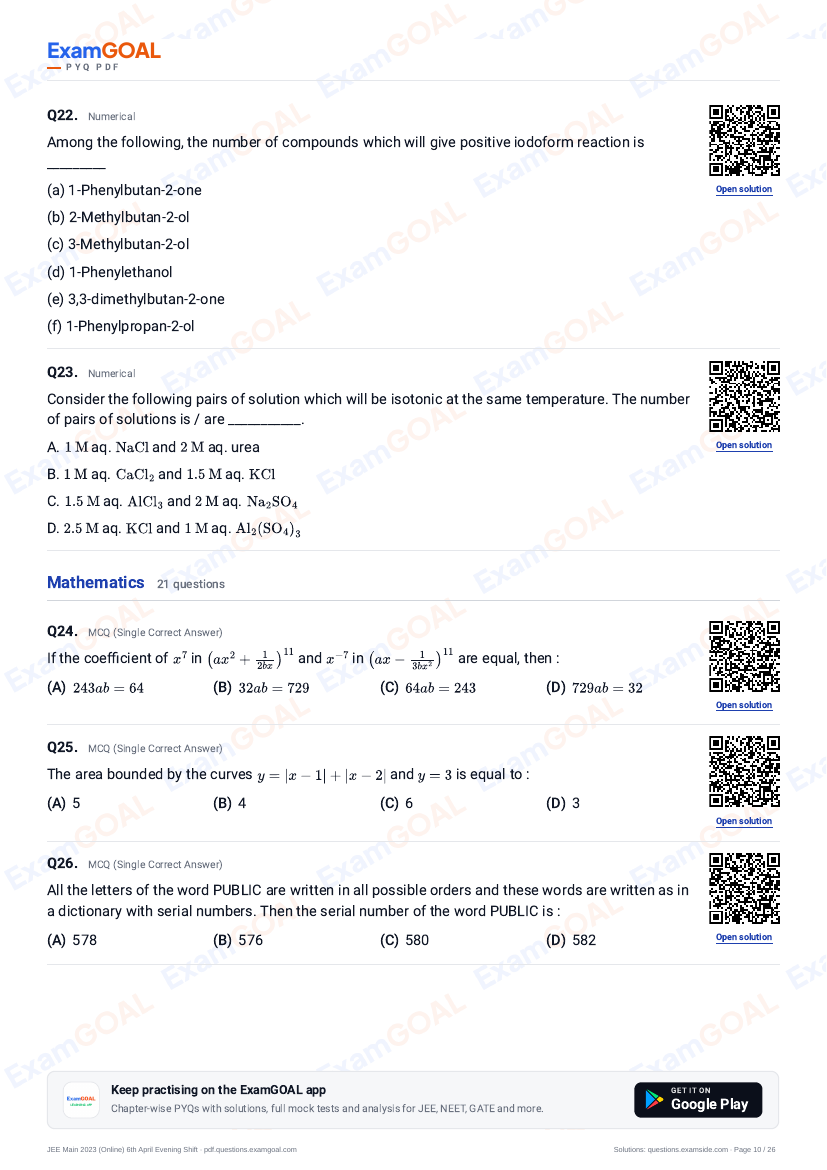 ExamGOAL
PYQ PDF
Q22. Numerical
Among the following, the number of compounds which will give positive iodoform reaction is
_________
(a) 1-Phenylbutan-2-one
(b) 2-Methylbutan-2-ol
(c) 3-Methylbutan-2-ol
(d) 1-Phenylethanol
(e) 3,3-dimethylbutan-2-one
(f) 1-Phenylpropan-2-ol
Open solution
Q23. Numerical
Consider the following pairs of solution which will be isotonic at the same temperature. The number
of pairs of solutions is / are ___________.
A. 1 M aq. NaCl and 2 M aq. urea
B. 1 M aq. CaCl₂ and 1.5 M aq. KCl
C. 1.5 M aq. AlCl₃ and 2 M aq. Na₂SO₄
D. 2.5 M aq. KCl and 1 M aq. Al₂(SO₄)₃
Open solution
Mathematics 21 questions
Q24. MCQ (Single Correct Answer)
If the coefficient of x⁷ in (ax² + 1/(2bx))¹¹ and x⁻⁷ in (ax − 1/(3bx²))¹¹ are equal, then :
(A) 243ab = 64 (B) 32ab = 729 (C) 64ab = 243 (D) 729ab = 32
Open solution
Q25. MCQ (Single Correct Answer)
The area bounded by the curves y = |x − 1| + |x − 2| and y = 3 is equal to :
(A) 5 (B) 4 (C) 6 (D) 3
Open solution
Q26. MCQ (Single Correct Answer)
All the letters of the word PUBLIC are written in all possible orders and these words are written as in
a dictionary with serial numbers. Then the serial number of the word PUBLIC is :
(A) 578 (B) 576 (C) 580 (D) 582
Open solution
ExamGOAL
Keep practising on the ExamGOAL app
Chapter-wise PYQs with solutions, full mock tests and analysis for JEE, NEET, GATE and more.
GET IT ON
Google Play
JEE Main 2023 (Online) 6th April Evening Shift · pdf.questions.examgoal.com
Solutions: questions.examside.com · Page 10 / 26